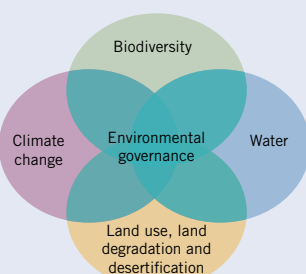 Biodiversity
Climate
change
Environmental
governance
Water
Land use, land
degradation and
desertification